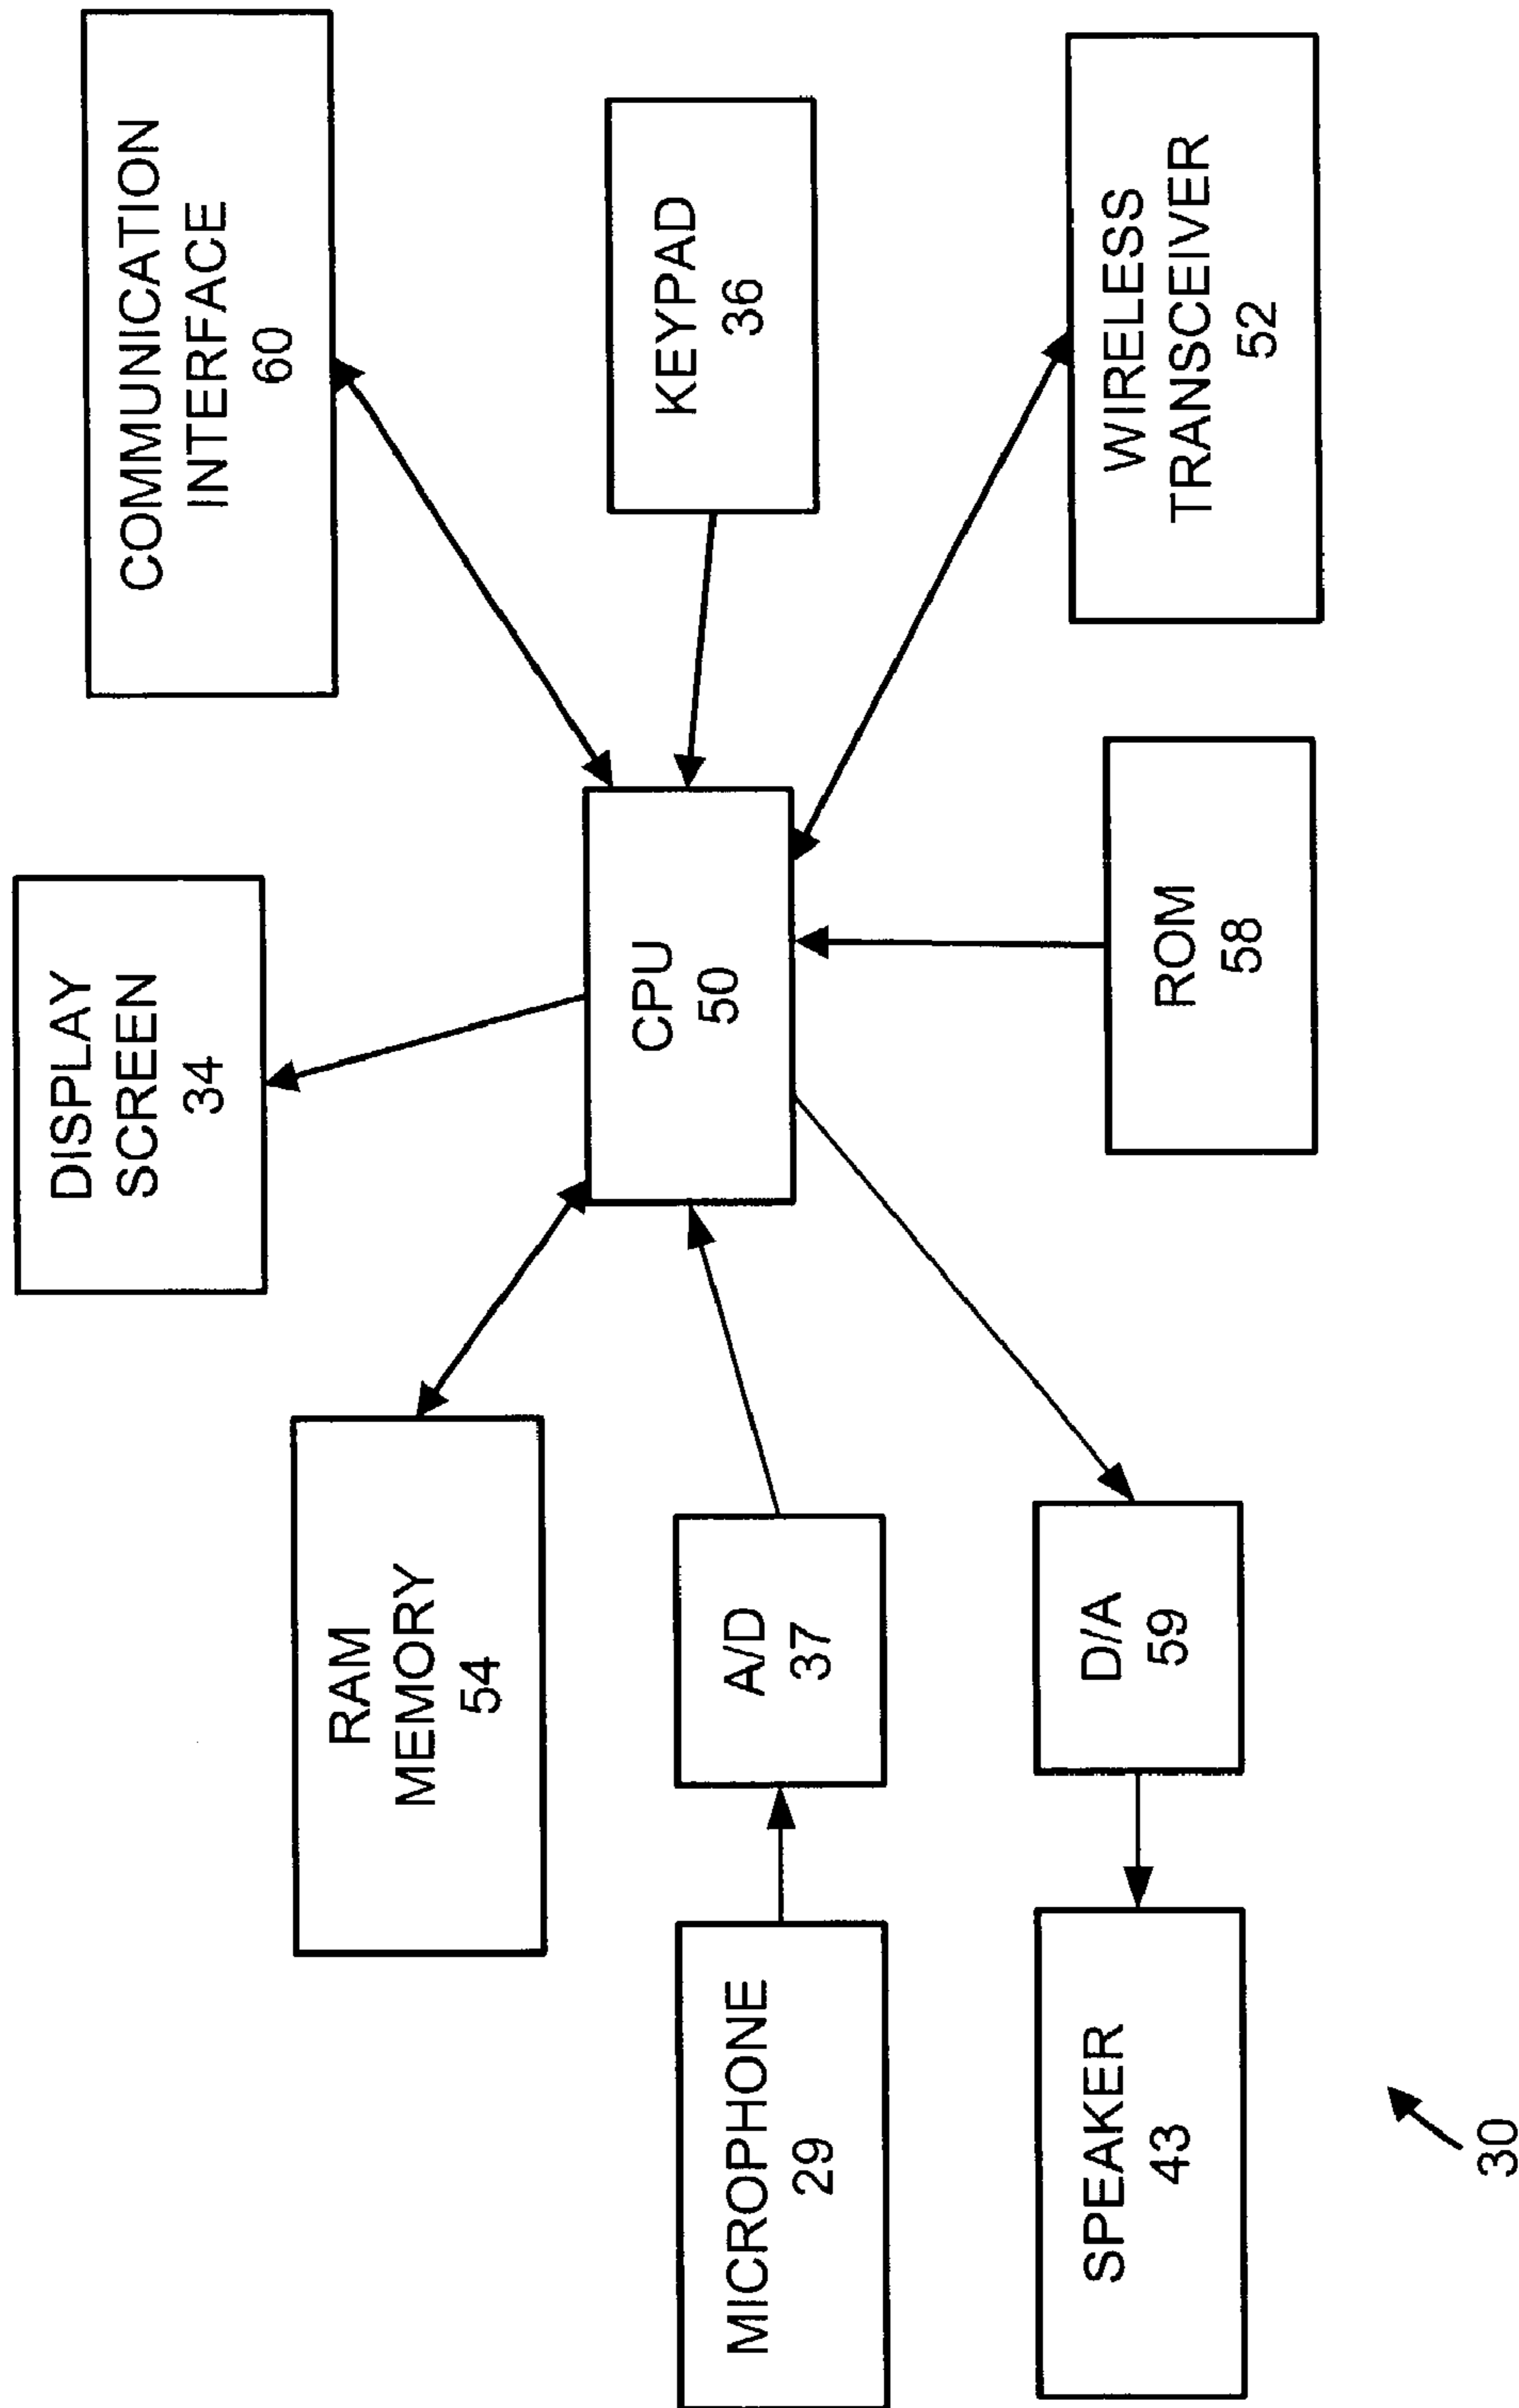 COMMUNICATION
INTERFACE
60
DISPLAY
SCREEN
34
RAM
MEMORY
54
KEYPAD
36
CPU
50
A/D
37
MICROPHONE
29
WIRELESS
TRANSCEIVER
52
ROM
58
D/A
59
SPEAKER
43
30